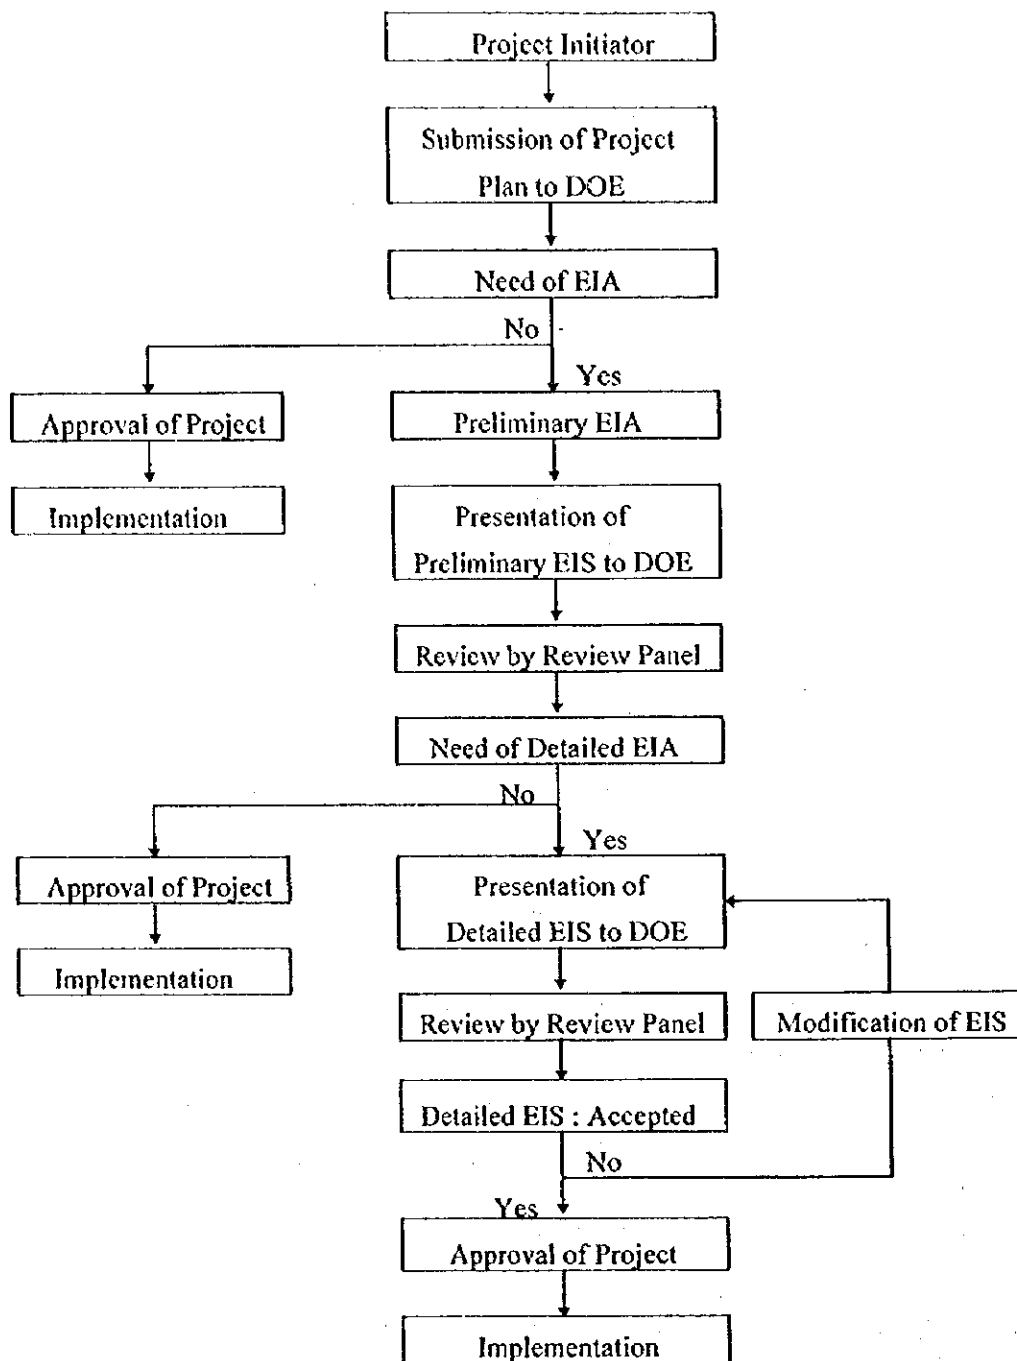 Project Initiator
Submission of Project
Plan to DOE
Need of EIA
No
Yes
Approval of Project
Preliminary EIA
Implementation
Presentation of
Preliminary EIS to DOE
Review by Review Panel
Need of Detailed EIA
No
Yes
Approval of Project
Presentation of
Detailed EIS to DOE
Implementation
Review by Review Panel
Modification of EIS
Detailed EIS : Accepted
No
Yes
Approval of Project
Implementation